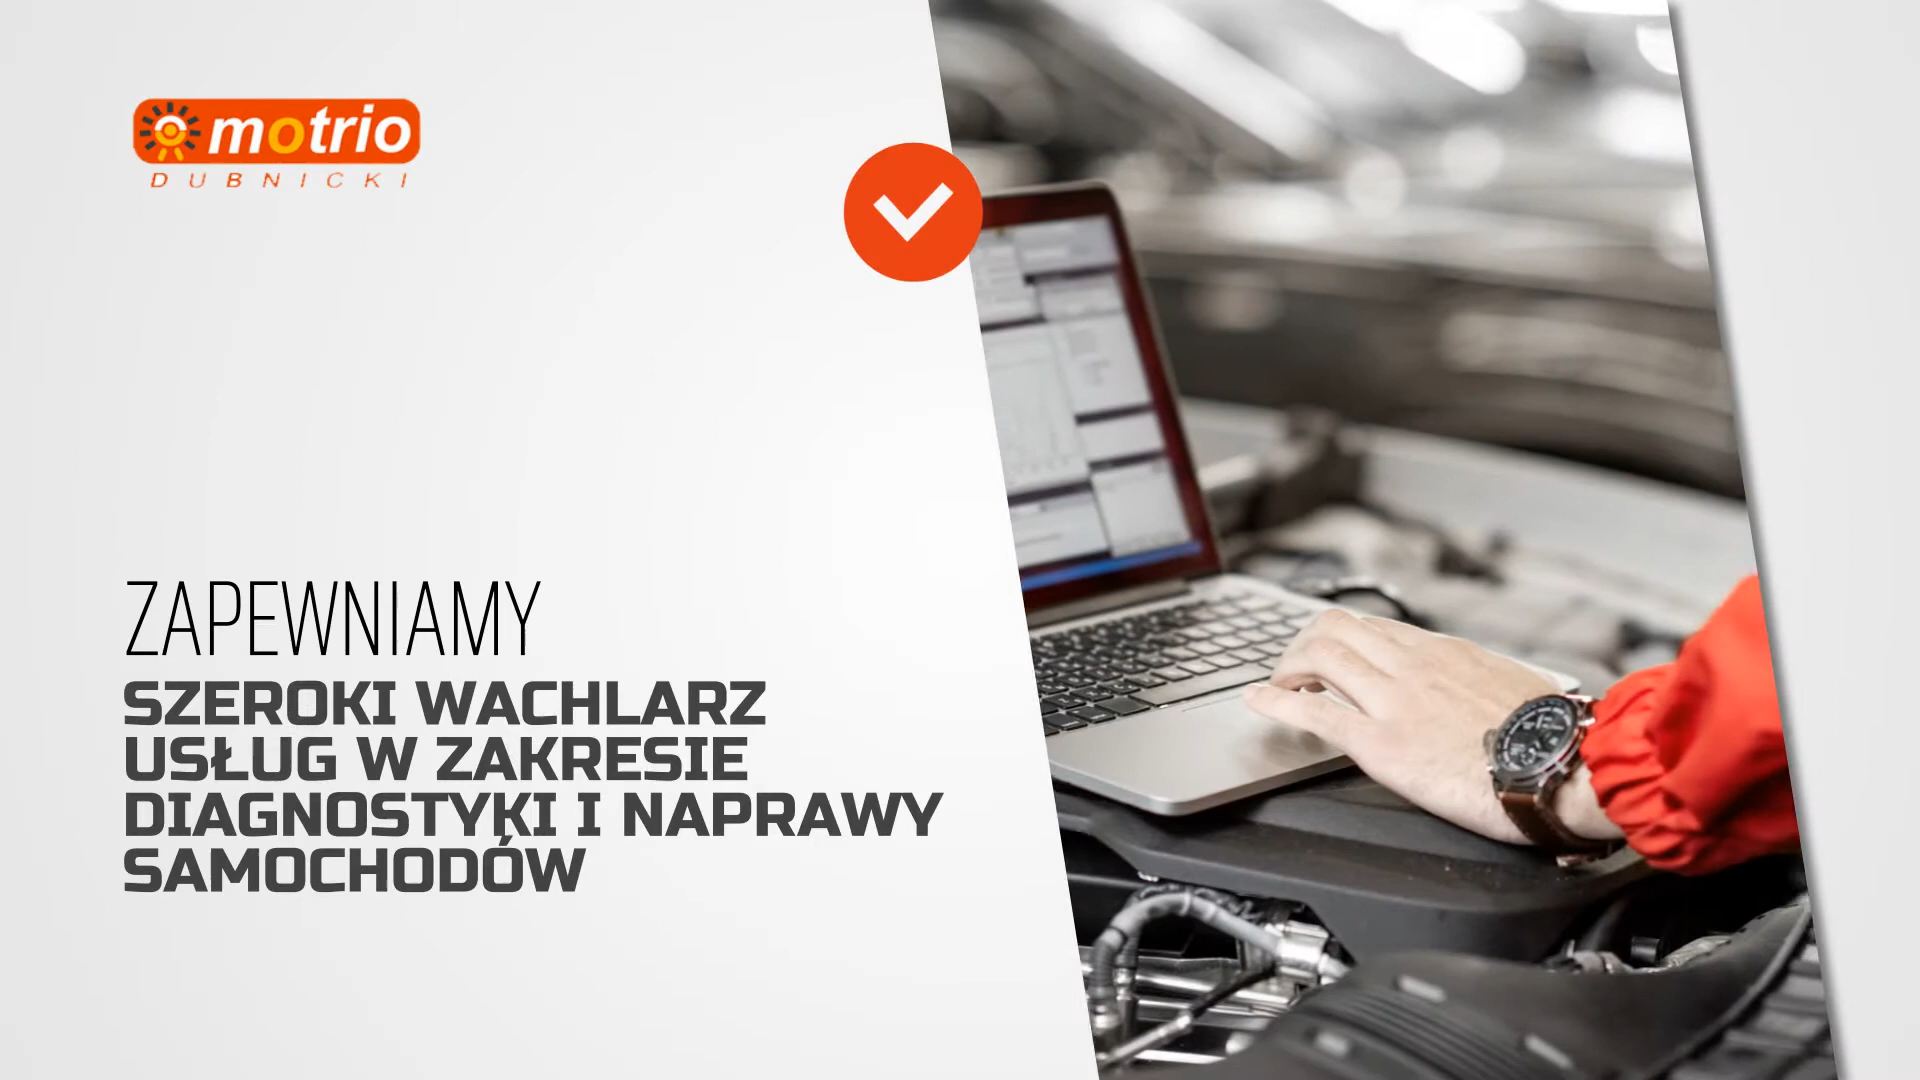 motrio
DUBNICKI
ZAPEWNIAMY
SZEROKI WACHLARZ
USŁUG W ZAKRESIE
DIAGNOSTYKI I NAPRAWY
SAMOCHODÓW